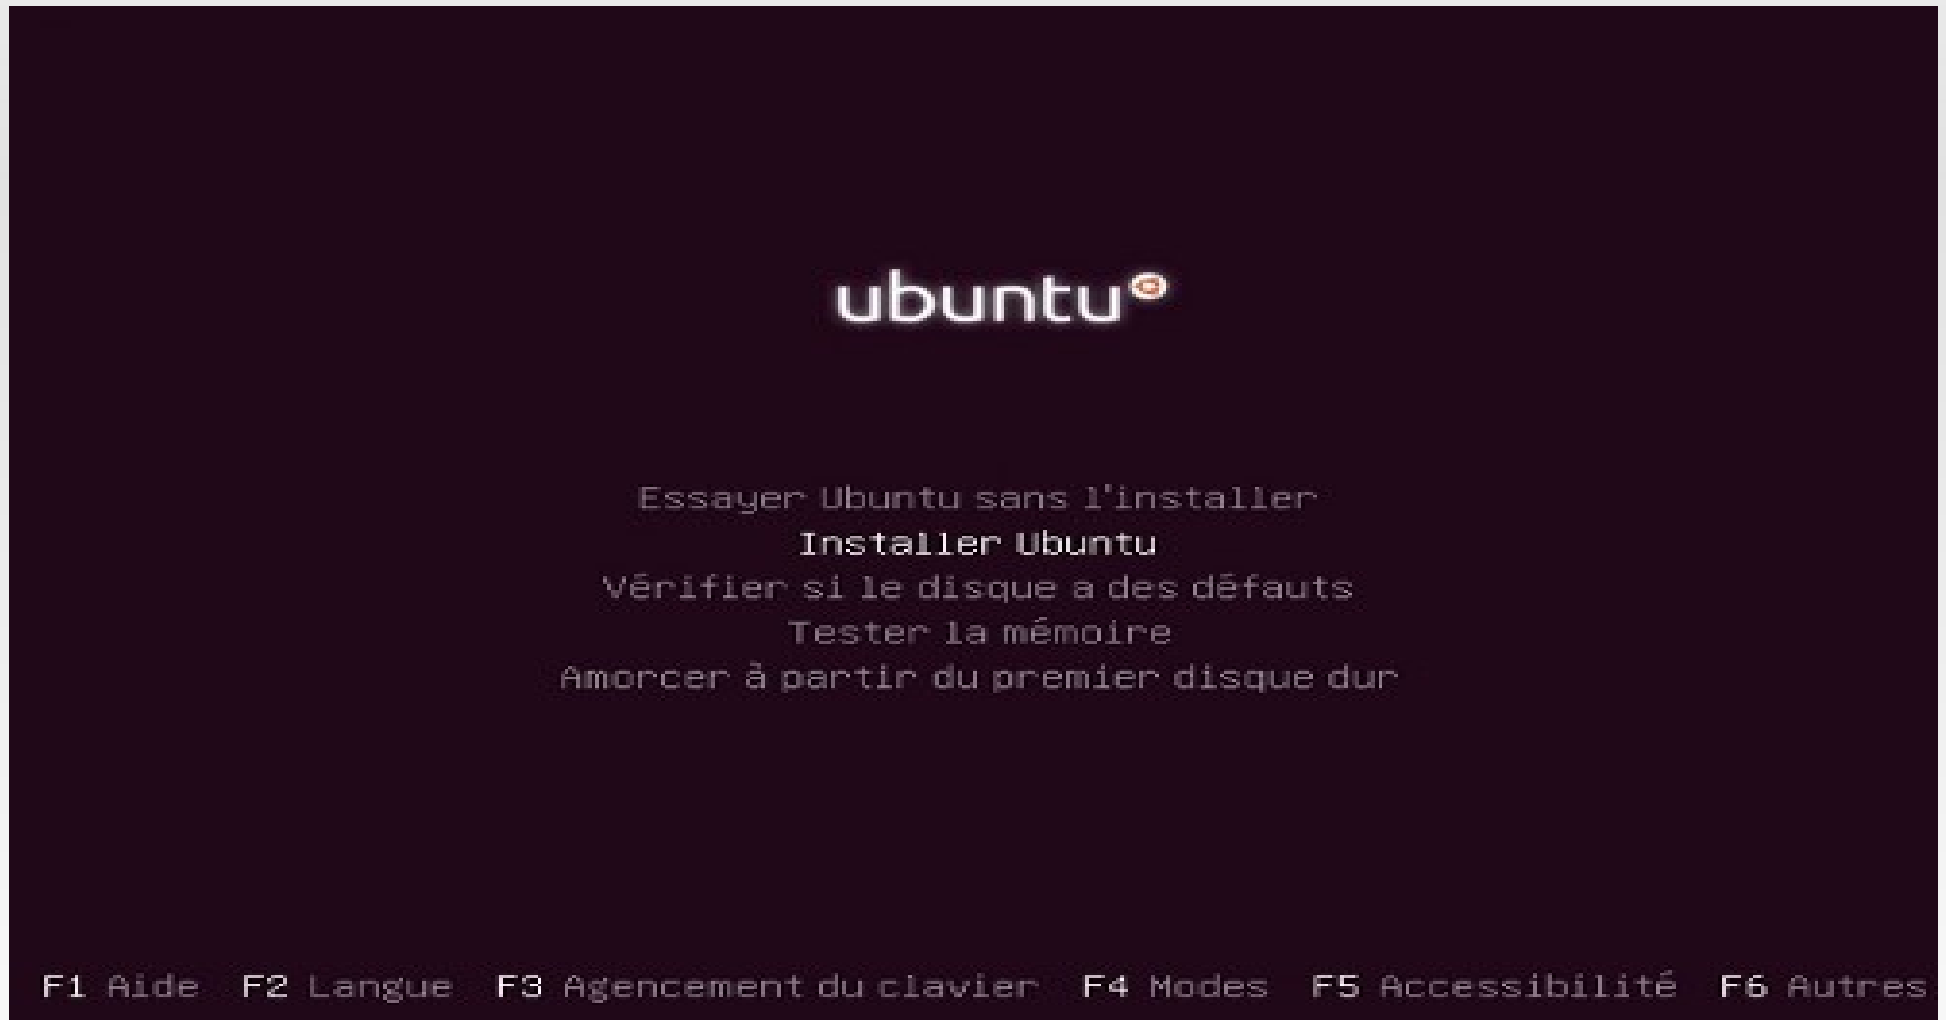 ubuntu
Essayer Ubuntu sans l'installer
Installer Ubuntu
Vérifier si le disque a des défauts
Tester la mémoire
Amorcer à partir du premier disque dur
F1 Aide F2 Langue F3 Agencement du clavier F4 Modes F5 Accessibilité F6 Autres